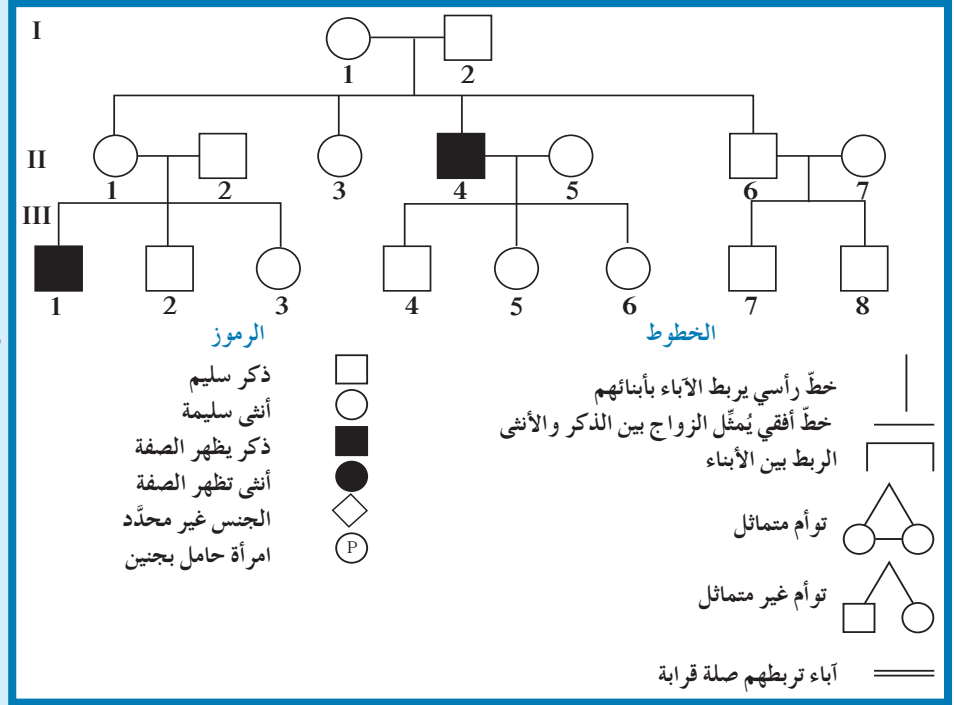 I
1 2
II
1 2 3 4 5 6 7
III
1 2 3 4 5 6 7 8
الرموز
ذكر سليم
أنثى سليمة
ذكر يظهر الصفة
أنثى تظهر الصفة
الجنس غير محدَّد
امرأة حامل بجنين
P
الخطوط
خطّ رأسي يربط الآباء بأبنائهم
خطّ أفقي يُمثِّل الزواج بين الذكر والأنثى
الربط بين الأبناء
توأم متماثل
توأم غير متماثل
آباء تربطهم صلة قرابة